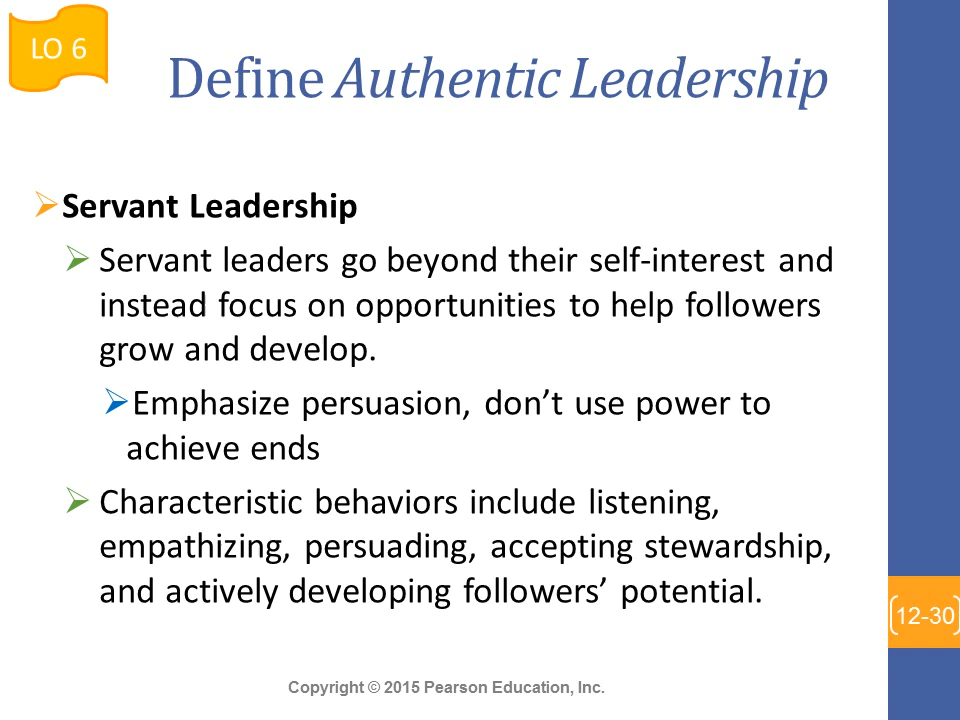 LO 6
Define Authentic Leadership
Servant Leadership
Servant leaders go beyond their self-interest and
instead focus on opportunities to help followers
grow and develop.
Emphasize persuasion, don’t use power to
achieve ends
Characteristic behaviors include listening,
empathizing, persuading, accepting stewardship,
and actively developing followers’ potential.
12-30
Copyright © 2015 Pearson Education, Inc.